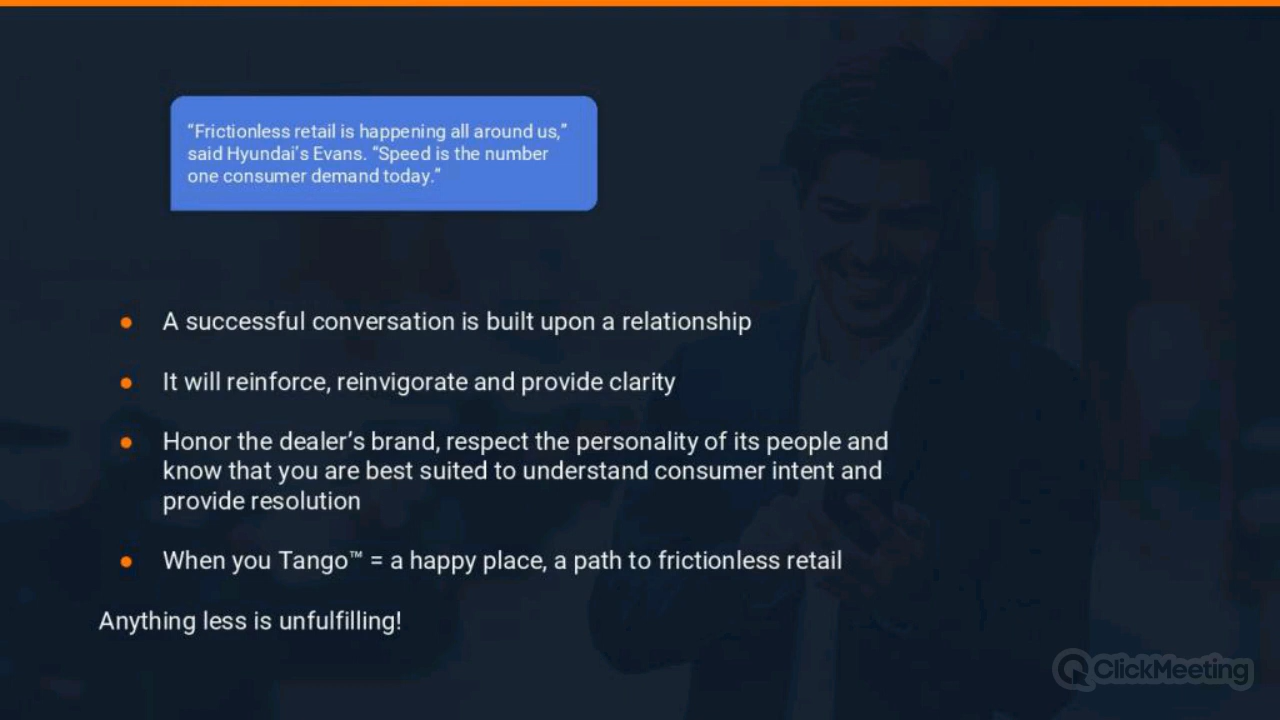 “Frictionless retail is happening all around us,”
said Hyundai’s Evans. “Speed is the number
one consumer demand today.”
● A successful conversation is built upon a relationship
● It will reinforce, reinvigorate and provide clarity
● Honor the dealer’s brand, respect the personality of its people and
know that you are best suited to understand consumer intent and
provide resolution
● When you Tango™ = a happy place, a path to frictionless retail
Anything less is unfulfilling!
ClickMeeting